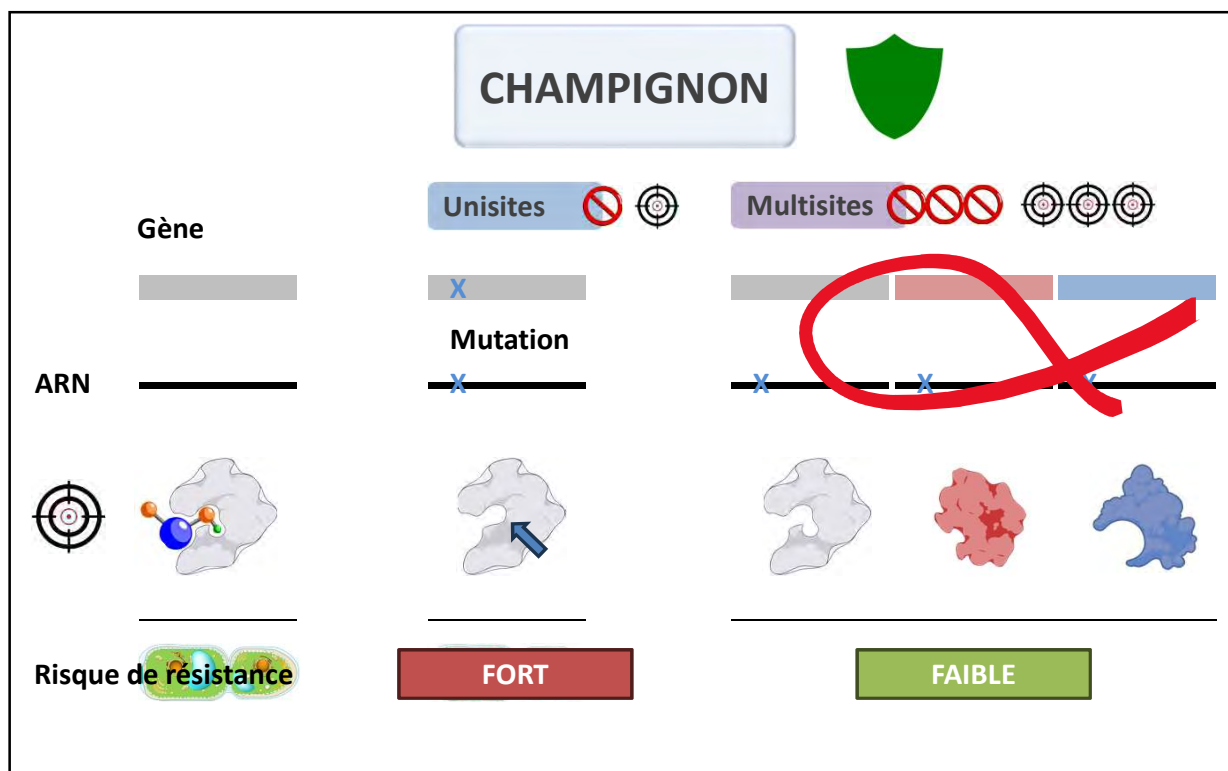 CHAMPIGNON
Unisites
Multisites
Gène
X
Mutation
ARN
X
X
X
X
Risque de résistance
FORT
FAIBLE